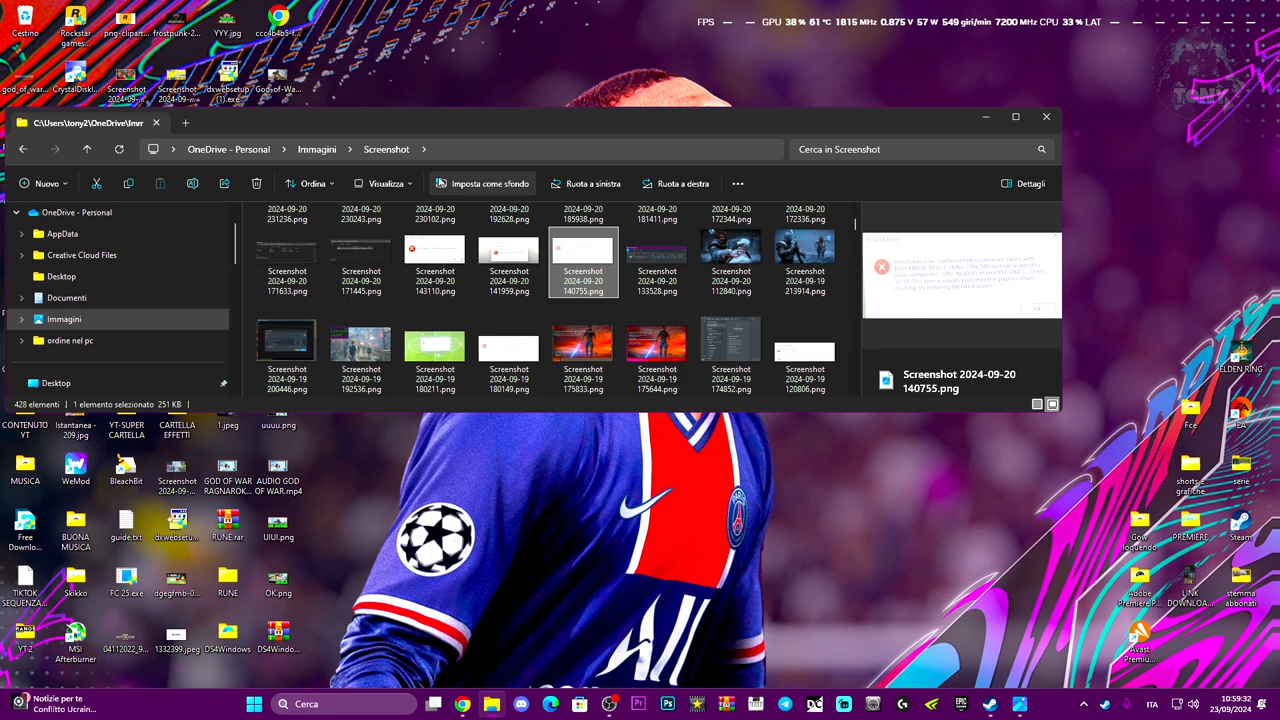 FPS — — GPU 38 % 61 °C 1815 MHz 0.875 V 57 W 549 giri/min 7200 MHz CPU 33 % LAT — — — — — — —
Cestino
Rockstar games...
png-clipart...
frostpunk-2...
YYY.jpg
ccc4b4b5-f...
god_of_war...
CrystalDiskI...
Screenshot 2024-09-...
Screenshot 2024-09-...
dxwebsetup (1).exe
God-of-Wa...
TONY
C:\Users\tony2\OneDrive\Imm
OneDrive - Personal
Immagini
Screenshot
Cerca in Screenshot
Nuovo
Ordina
Visualizza
Imposta come sfondo
Ruota a sinistra
Ruota a destra
Dettagli
OneDrive - Personal
AppData
Creative Cloud Files
Desktop
Documenti
Immagini
ordine nel pc
Desktop
2024-09-20 231236.png
2024-09-20 230243.png
2024-09-20 230102.png
2024-09-20 192628.png
2024-09-20 185938.png
2024-09-20 181411.png
2024-09-20 172344.png
2024-09-20 172336.png
Screenshot 2024-09-20 171633.png
Screenshot 2024-09-20 171445.png
Screenshot 2024-09-20 143110.png
Screenshot 2024-09-20 141959.png
Screenshot 2024-09-20 140755.png
Screenshot 2024-09-20 133528.png
Screenshot 2024-09-20 112840.png
Screenshot 2024-09-19 213914.png
Screenshot 2024-09-19 200446.png
Screenshot 2024-09-19 192536.png
Screenshot 2024-09-19 180211.png
Screenshot 2024-09-19 180149.png
Screenshot 2024-09-19 175833.png
Screenshot 2024-09-19 175644.png
Screenshot 2024-09-19 174852.png
Screenshot 2024-09-19 120806.png
Screenshot 2024-09-20
140755.png
428 elementi
1 elemento selezionato 251 KB
CONTENUTO YT
Istantanea - 209.jpg
YT-SUPER CARTELLA
CARTELLA EFFETTI
1.jpeg
uuuu.png
MUSICA
WeMod
BleachBit
Screenshot 2024-09-...
GOD OF WAR RAGNAROK...
AUDIO GOD OF WAR.mp4
Free Downlo...
BUONA MUSICA
guide.txt
dxwebsetu...
RUNE.rar
UIUI.png
TIKTOK SEQUENZA...
Skikko
FC 25.exe
dgegfmb-0...
RUNE
OK.png
YT-2
MSI Afterburner
04112022_9...
1332399.jpeg
DS4Windows
DS4Windo...
ELDEN RING
Fce
EA
shorts e grafiche
serie
Gow loquendo
PREMIERE
Steam
Adobe Premiere P...
LINK DOWNLOA...
stemma abbonati
Avast Premiu...
Notizie per te
Conflitto Ucrain...
Cerca
ITA
10:59:32
23/09/2024